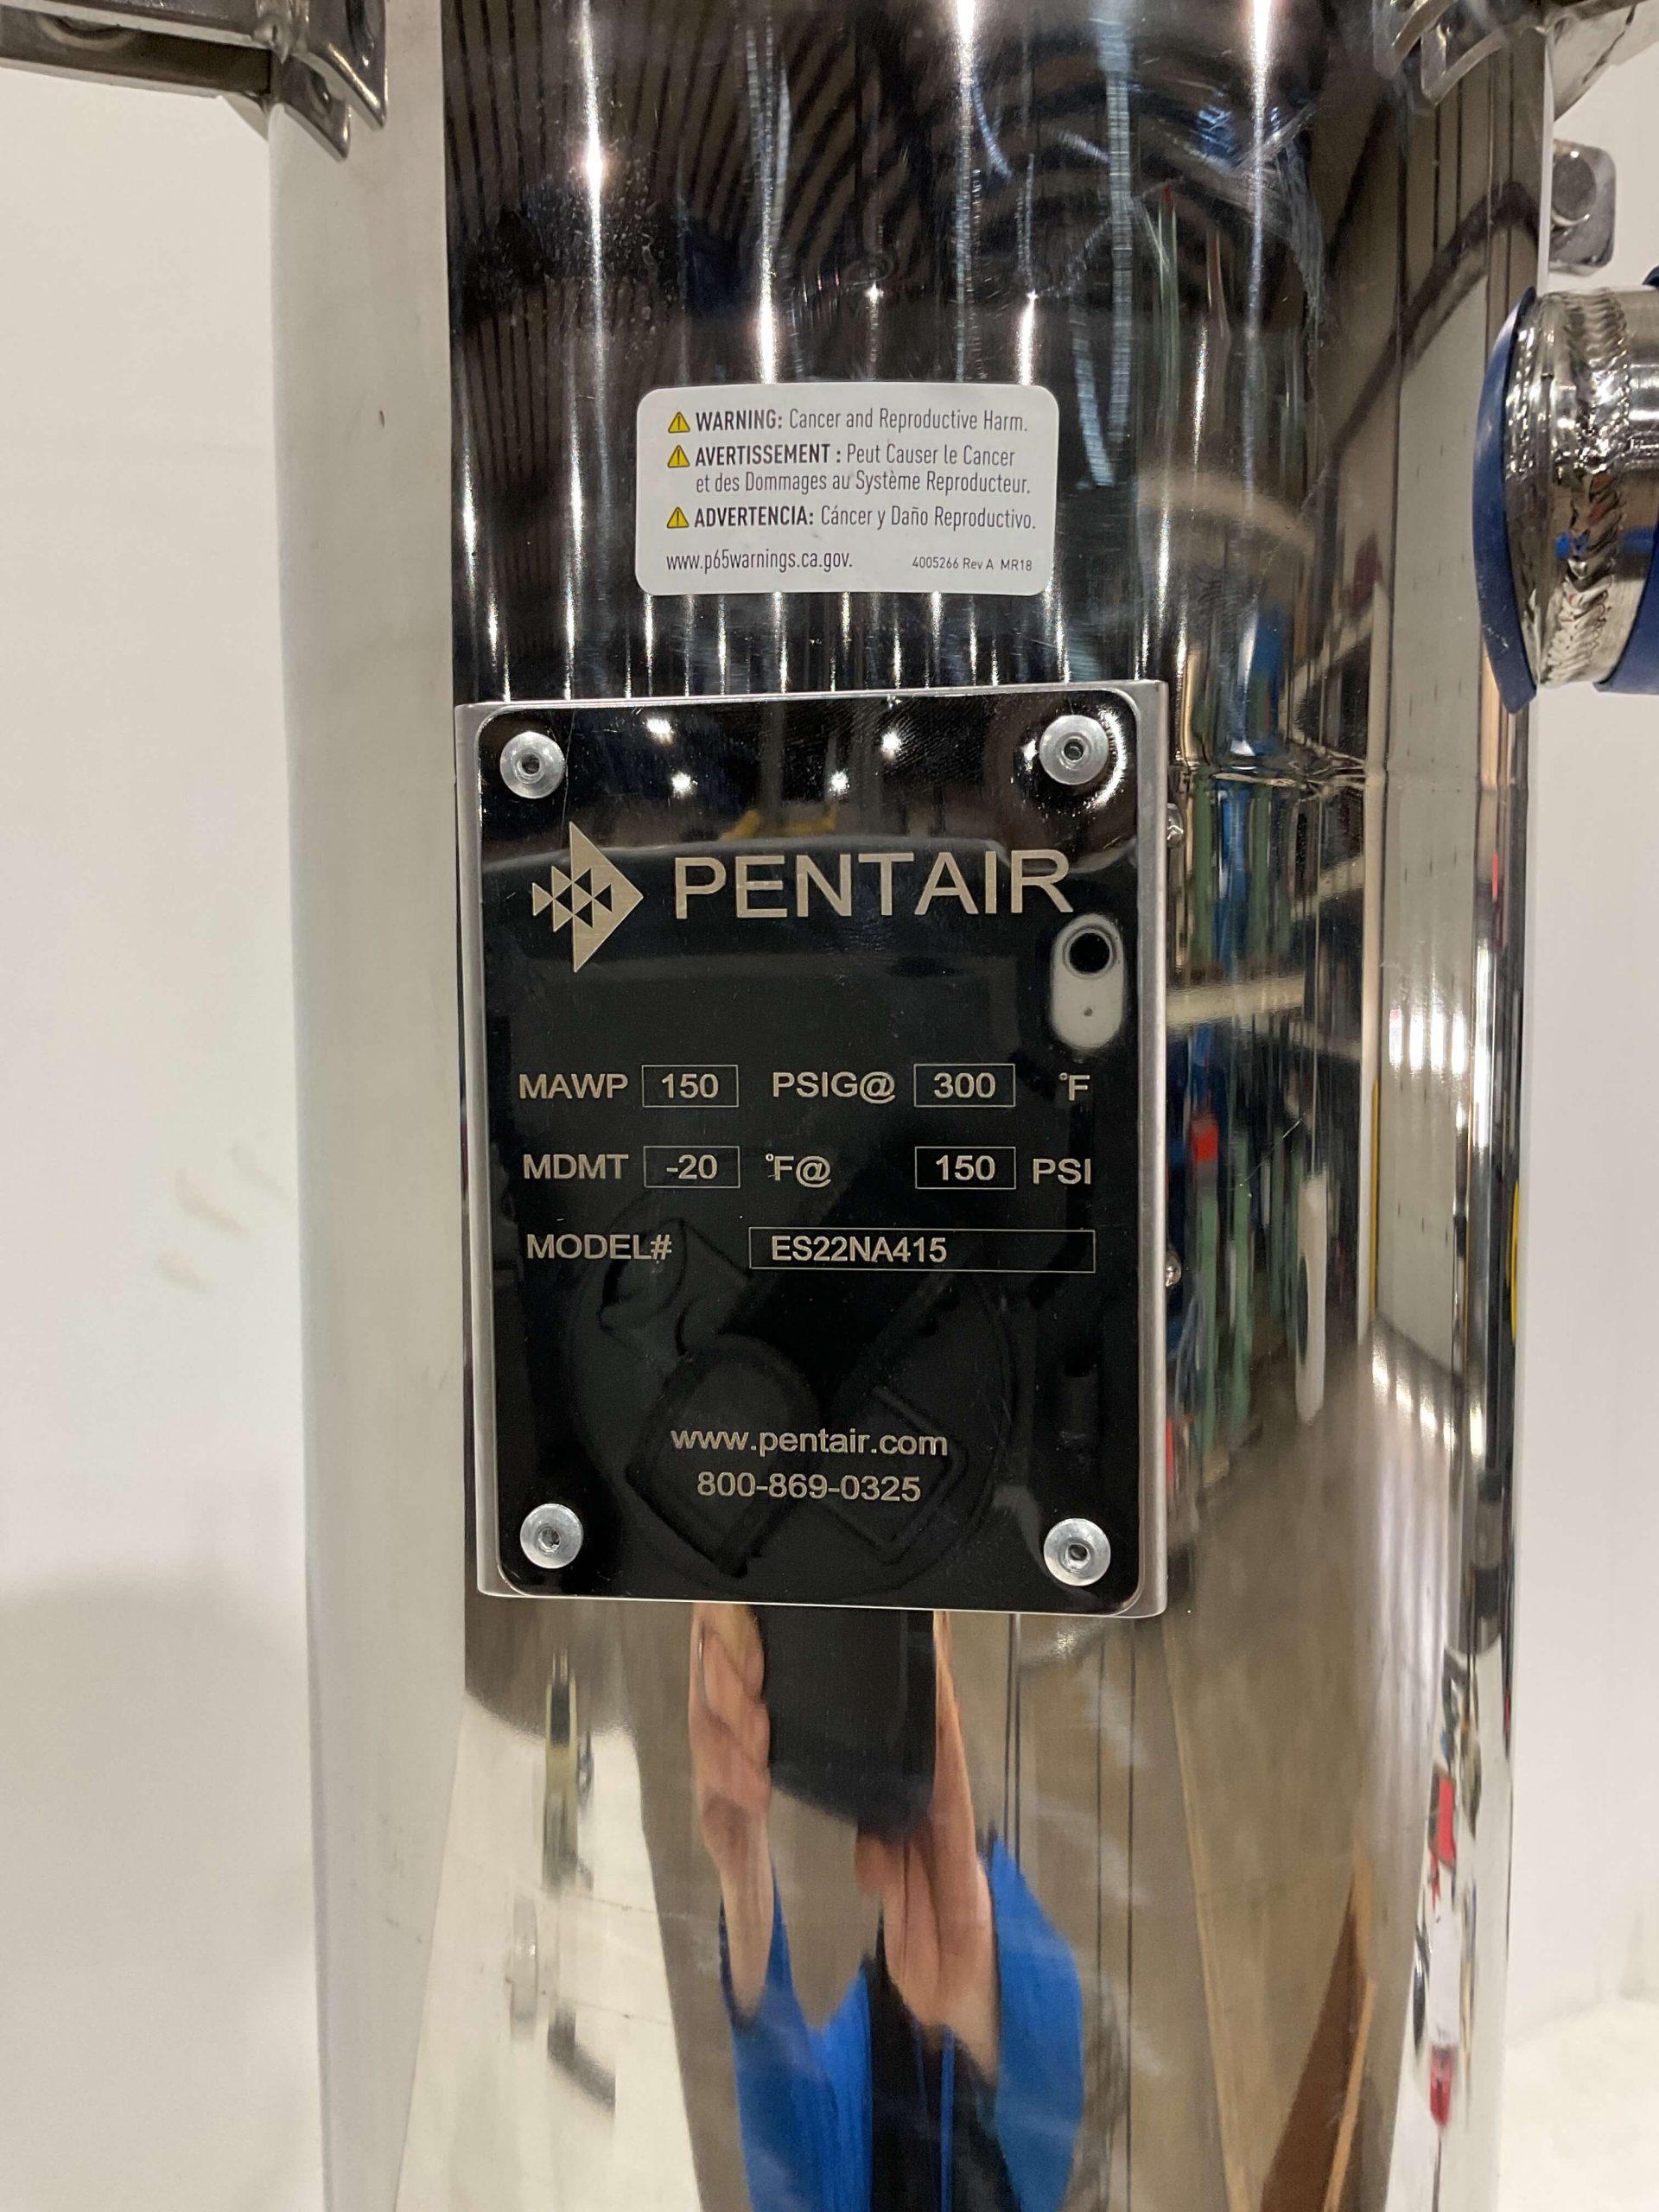 WARNING: Cancer and Reproductive Harm.
AVERTISSEMENT : Peut Causer le Cancer
et des Dommages au Système Reproducteur.
ADVERTENCIA: Cáncer y Daño Reproductivo.
www.p65warnings.ca.gov. 4005266 Rev A MR18
PENTAIR
MAWP 150 PSIG@ 300 °F
MDMT -20 °F@ 150 PSI
MODEL# ES22NA415
www.pentair.com
800-869-0325